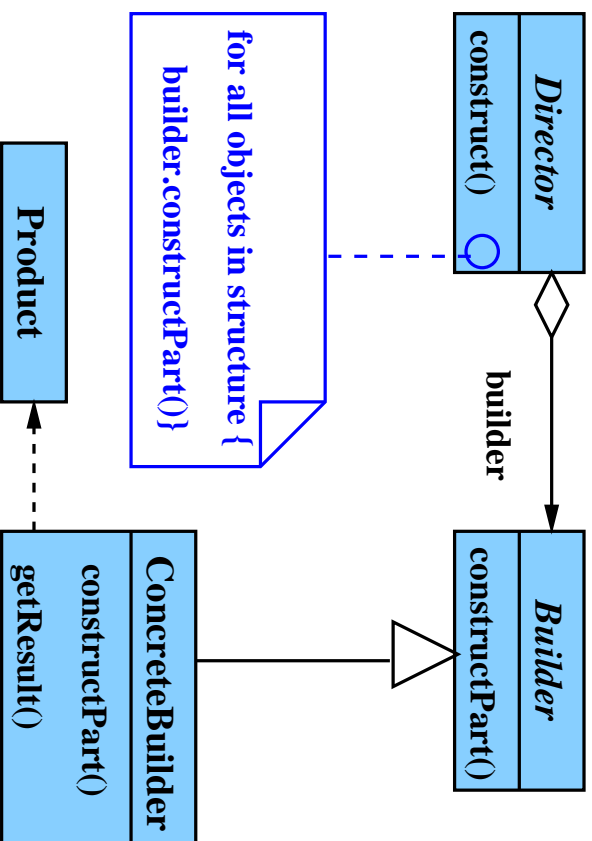 Director
construct()
builder
Builder
constructPart()
for all objects in structure {
builder.constructPart()}
ConcreteBuilder
constructPart()
getResult()
Product